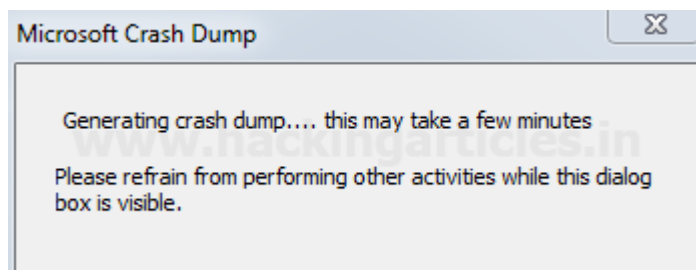 Microsoft Crash Dump
Generating crash dump.... this may take a few minutes
www.hackingarticles.in
Please refrain from performing other activities while this dialog
box is visible.